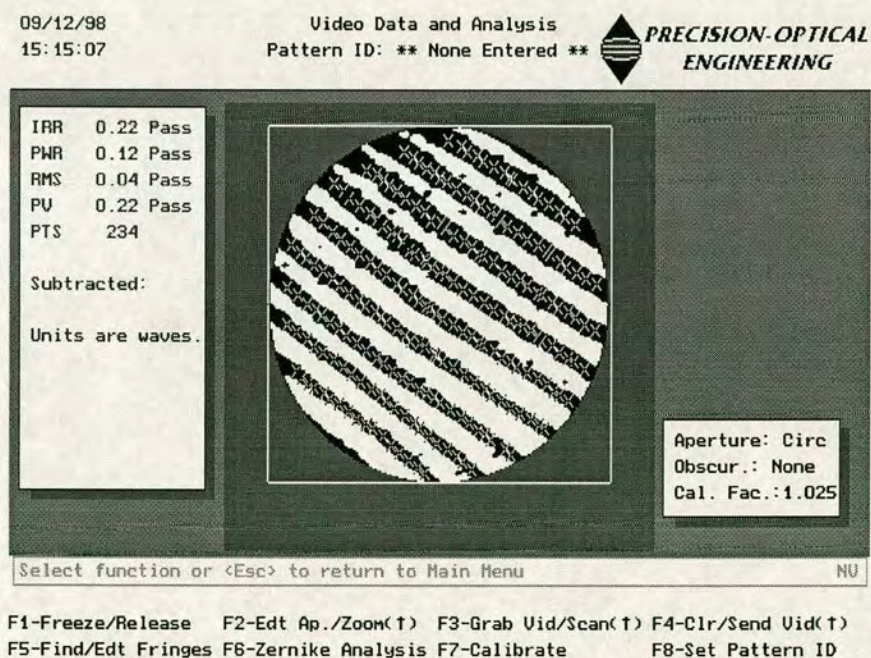 09/12/98
15:15:07
Video Data and Analysis
Pattern ID: ** None Entered **
PRECISION-OPTICAL
ENGINEERING
IRR 0.22 Pass
PWR 0.12 Pass
RMS 0.04 Pass
PV 0.22 Pass
PTS 234
Subtracted:
Units are waves.
Aperture: Circ
Obscur.: None
Cal. Fac.:1.025
Select function or <Esc> to return to Main Menu NV
F1-Freeze/Release F2-Edt Ap./Zoom(↑) F3-Grab Vid/Scan(↑) F4-Clr/Send Vid(↑)
F5-Find/Edt Fringes F6-Zernike Analysis F7-Calibrate F8-Set Pattern ID